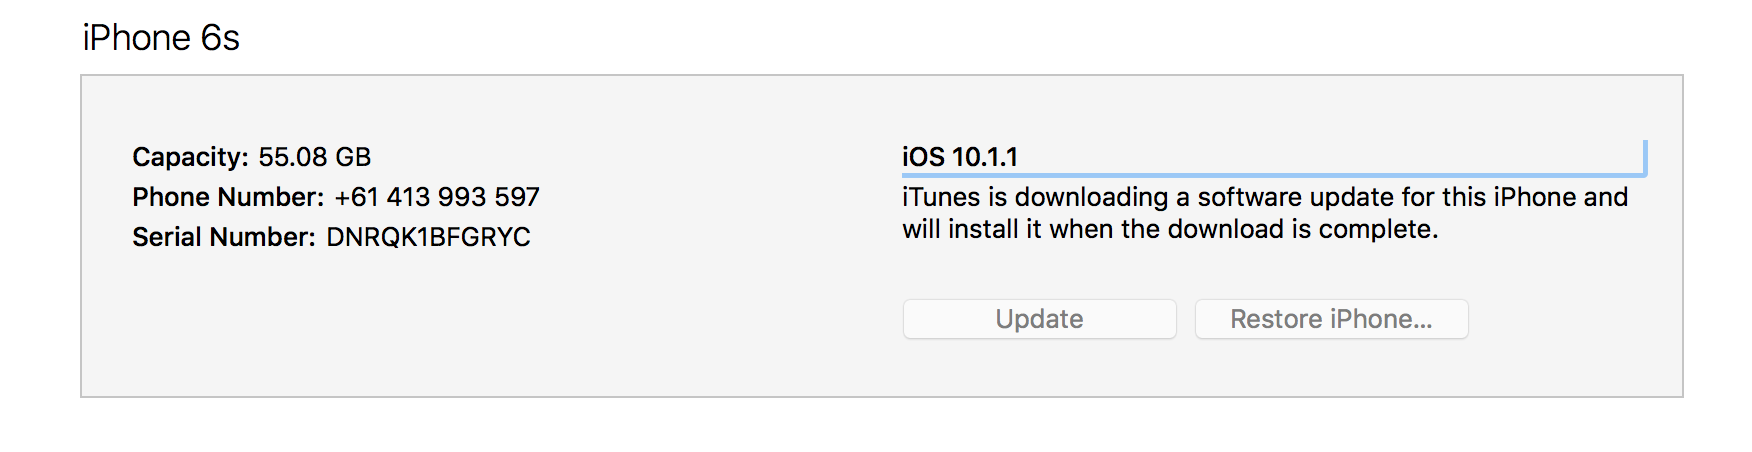 iPhone 6s
Capacity: 55.08 GB
Phone Number: +61 413 993 597
Serial Number: DNRQK1BFGRYC
iOS 10.1.1
iTunes is downloading a software update for this iPhone and
will install it when the download is complete.
Update
Restore iPhone...